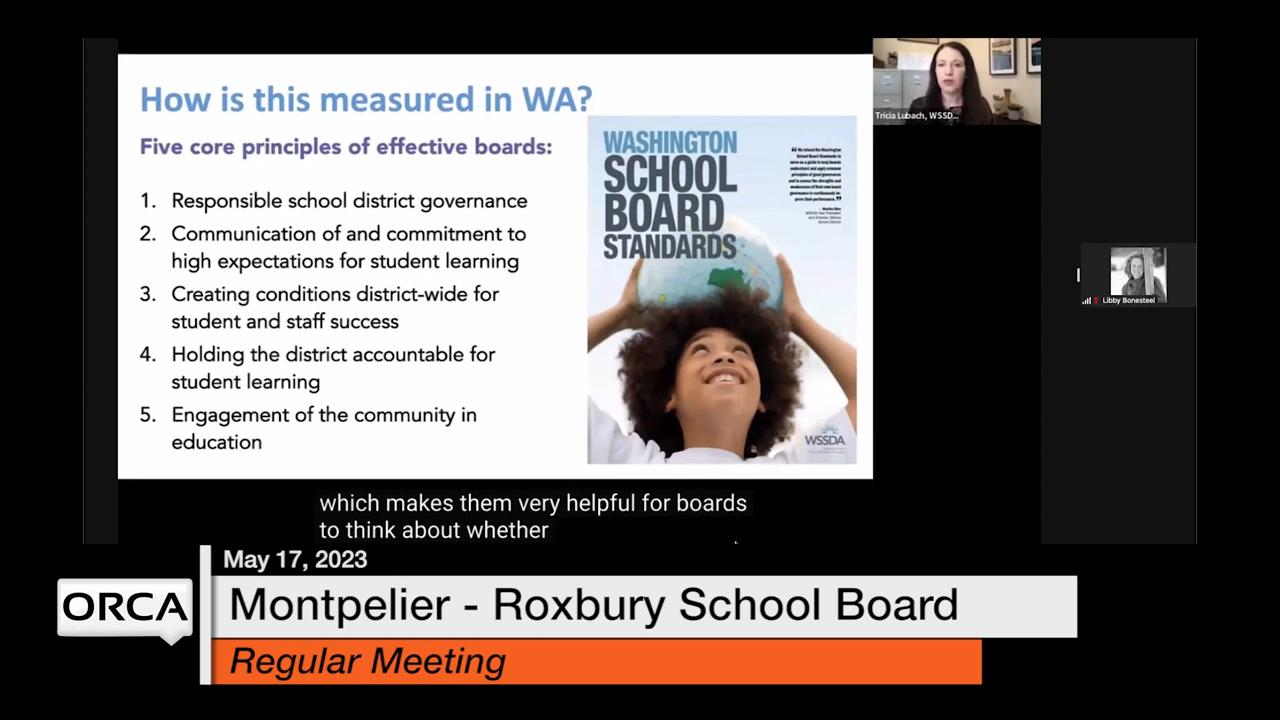 How is this measured in WA?
Five core principles of effective boards:
1. Responsible school district governance
2. Communication of and commitment to
high expectations for student learning
3. Creating conditions district-wide for
student and staff success
4. Holding the district accountable for
student learning
5. Engagement of the community in
education
WASHINGTON
SCHOOL
BOARD
STANDARDS
WSSDA
Tricia Lubach, WSSD...
Libby Bonesteel
which makes them very helpful for boards
to think about whether
May 17, 2023
ORCA
Montpelier - Roxbury School Board
Regular Meeting